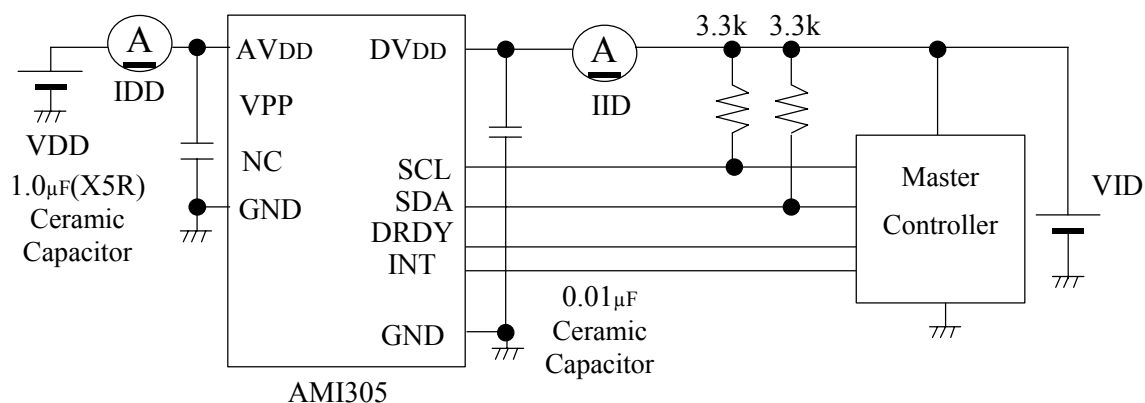 3.3k 3.3k
A
AVDD
DVDD
A
IDD
IID
VPP
VDD
NC
SCL
Master
Controller
VID
1.0µF(X5R)
Ceramic
Capacitor
GND
SDA
DRDY
INT
0.01µF
Ceramic
Capacitor
GND
AMI305